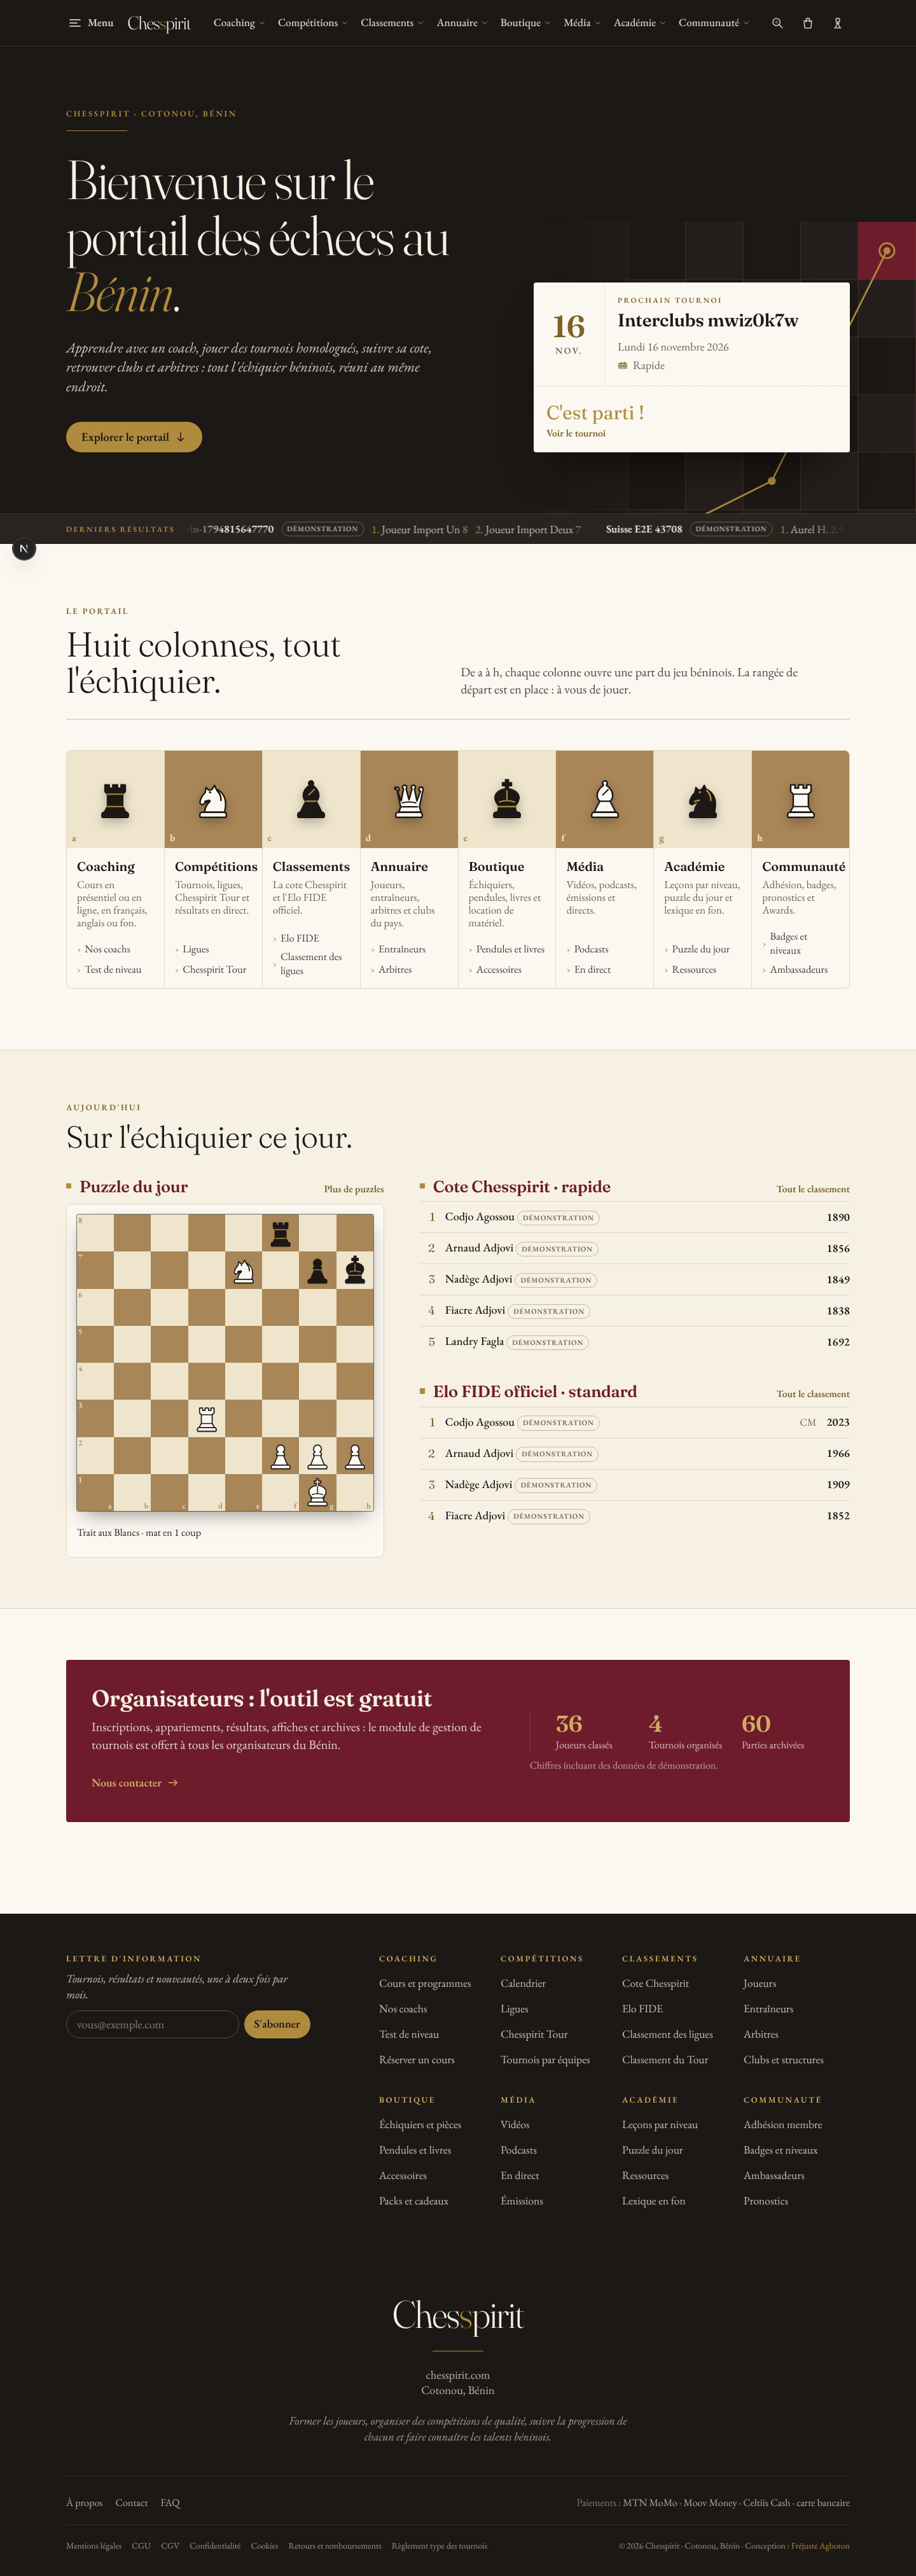 Menu Chesspirit Coaching Compétitions Classements Annuaire Boutique Média Académie Communauté
CHESSPIRIT · COTONOU, BÉNIN
Bienvenue sur le
portail des échecs au
Bénin.
Apprendre avec un coach, jouer des tournois homologués, suivre sa cote,
retrouver clubs et arbitres : tout l'échiquier béninois, réuni au même
endroit.
Explorer le portail
PROCHAIN TOURNOI
16
NOV.
Interclubs mwiz0k7w
Lundi 16 novembre 2026
Rapide
C'est parti !
Voir le tournoi
DERNIERS RÉSULTATS in-1794815647770 DÉMONSTRATION 1. Joueur Import Un 8 2. Joueur Import Deux 7 Suisse E2E 43708 DÉMONSTRATION 1. Aurel H. 2,5
N
LE PORTAIL
Huit colonnes, tout
l'échiquier.
De a à h, chaque colonne ouvre une part du jeu béninois. La rangée de
départ est en place : à vous de jouer.
a b c d e f g h
Coaching
Cours en
présentiel ou en
ligne, en français,
anglais ou fon.
Nos coachs
Test de niveau
Compétitions
Tournois, ligues,
Chesspirit Tour et
résultats en direct.
Ligues
Chesspirit Tour
Classements
La cote Chesspirit
et l'Elo FIDE
officiel.
Elo FIDE
Classement des
ligues
Annuaire
Joueurs,
entraîneurs,
arbitres et clubs
du pays.
Entraîneurs
Arbitres
Boutique
Échiquiers,
pendules, livres et
location de
matériel.
Pendules et livres
Accessoires
Média
Vidéos, podcasts,
émissions et
directs.
Podcasts
En direct
Académie
Leçons par niveau,
puzzle du jour et
lexique en fon.
Puzzle du jour
Ressources
Communauté
Adhésion, badges,
pronostics et
Awards.
Badges et
niveaux
Ambassadeurs
AUJOURD'HUI
Sur l'échiquier ce jour.
Puzzle du jour Plus de puzzles
8
7
6
5
4
3
2
1
a b c d e f g h
Trait aux Blancs · mat en 1 coup
Cote Chesspirit · rapide Tout le classement
1 Codjo Agossou DÉMONSTRATION 1890
2 Arnaud Adjovi DÉMONSTRATION 1856
3 Nadège Adjovi DÉMONSTRATION 1849
4 Fiacre Adjovi DÉMONSTRATION 1838
5 Landry Fagla DÉMONSTRATION 1692
Elo FIDE officiel · standard Tout le classement
1 Codjo Agossou DÉMONSTRATION CM 2023
2 Arnaud Adjovi DÉMONSTRATION 1966
3 Nadège Adjovi DÉMONSTRATION 1909
4 Fiacre Adjovi DÉMONSTRATION 1852
Organisateurs : l'outil est gratuit
Inscriptions, appariements, résultats, affiches et archives : le module de gestion de
tournois est offert à tous les organisateurs du Bénin.
Nous contacter
36 4 60
Joueurs classés Tournois organisés Parties archivées
Chiffres incluant des données de démonstration.
LETTRE D'INFORMATION
Tournois, résultats et nouveautés, une à deux fois par
mois.
vous@exemple.com S'abonner
COACHING
Cours et programmes
Nos coachs
Test de niveau
Réserver un cours
COMPÉTITIONS
Calendrier
Ligues
Chesspirit Tour
Tournois par équipes
CLASSEMENTS
Cote Chesspirit
Elo FIDE
Classement des ligues
Classement du Tour
ANNUAIRE
Joueurs
Entraîneurs
Arbitres
Clubs et structures
BOUTIQUE
Échiquiers et pièces
Pendules et livres
Accessoires
Packs et cadeaux
MÉDIA
Vidéos
Podcasts
En direct
Émissions
ACADÉMIE
Leçons par niveau
Puzzle du jour
Ressources
Lexique en fon
COMMUNAUTÉ
Adhésion membre
Badges et niveaux
Ambassadeurs
Pronostics
Chesspirit
chesspirit.com
Cotonou, Bénin
Former les joueurs, organiser des compétitions de qualité, suivre la progression de
chacun et faire connaître les talents béninois.
À propos Contact FAQ Paiements : MTN MoMo · Moov Money · Celtiis Cash · carte bancaire
Mentions légales CGU CGV Confidentialité Cookies Retours et remboursements Règlement type des tournois © 2026 Chesspirit · Cotonou, Bénin · Conception : Fréjuste Agboton